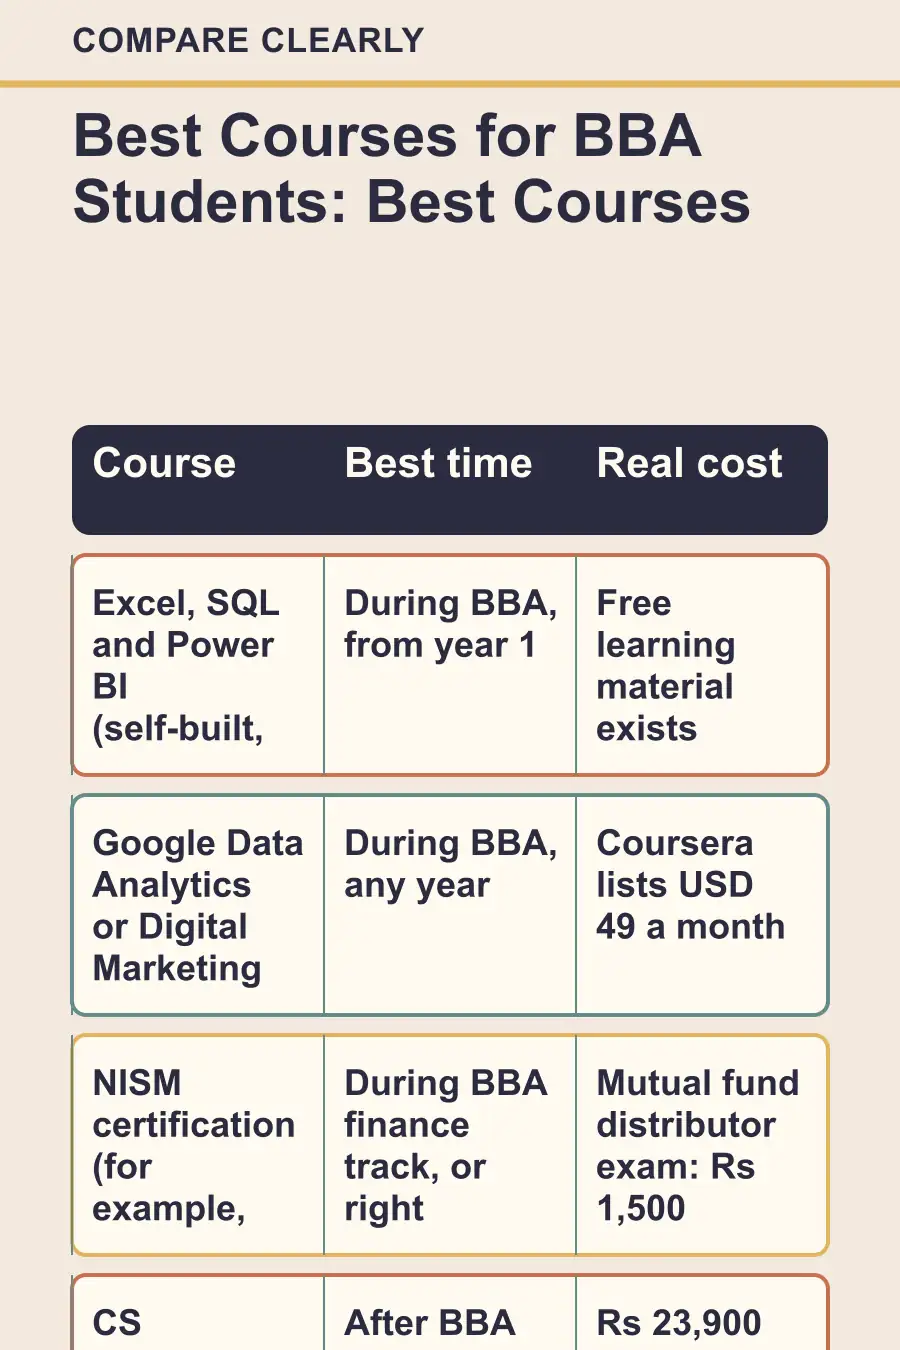 COMPARE CLEARLY
Best Courses for BBA
Students: Best Courses
Course
Best time
Real cost
Excel, SQL
and Power
BI
(self-built,
During BBA,
from year 1
Free
learning
material
exists
Google Data
Analytics
or Digital
Marketing
During BBA,
any year
Coursera
lists USD
49 a month
NISM
certification
(for
example,
During BBA
finance
track, or
right
Mutual fund
distributor
exam: Rs
1,500
CS
After BBA
Rs 23,900